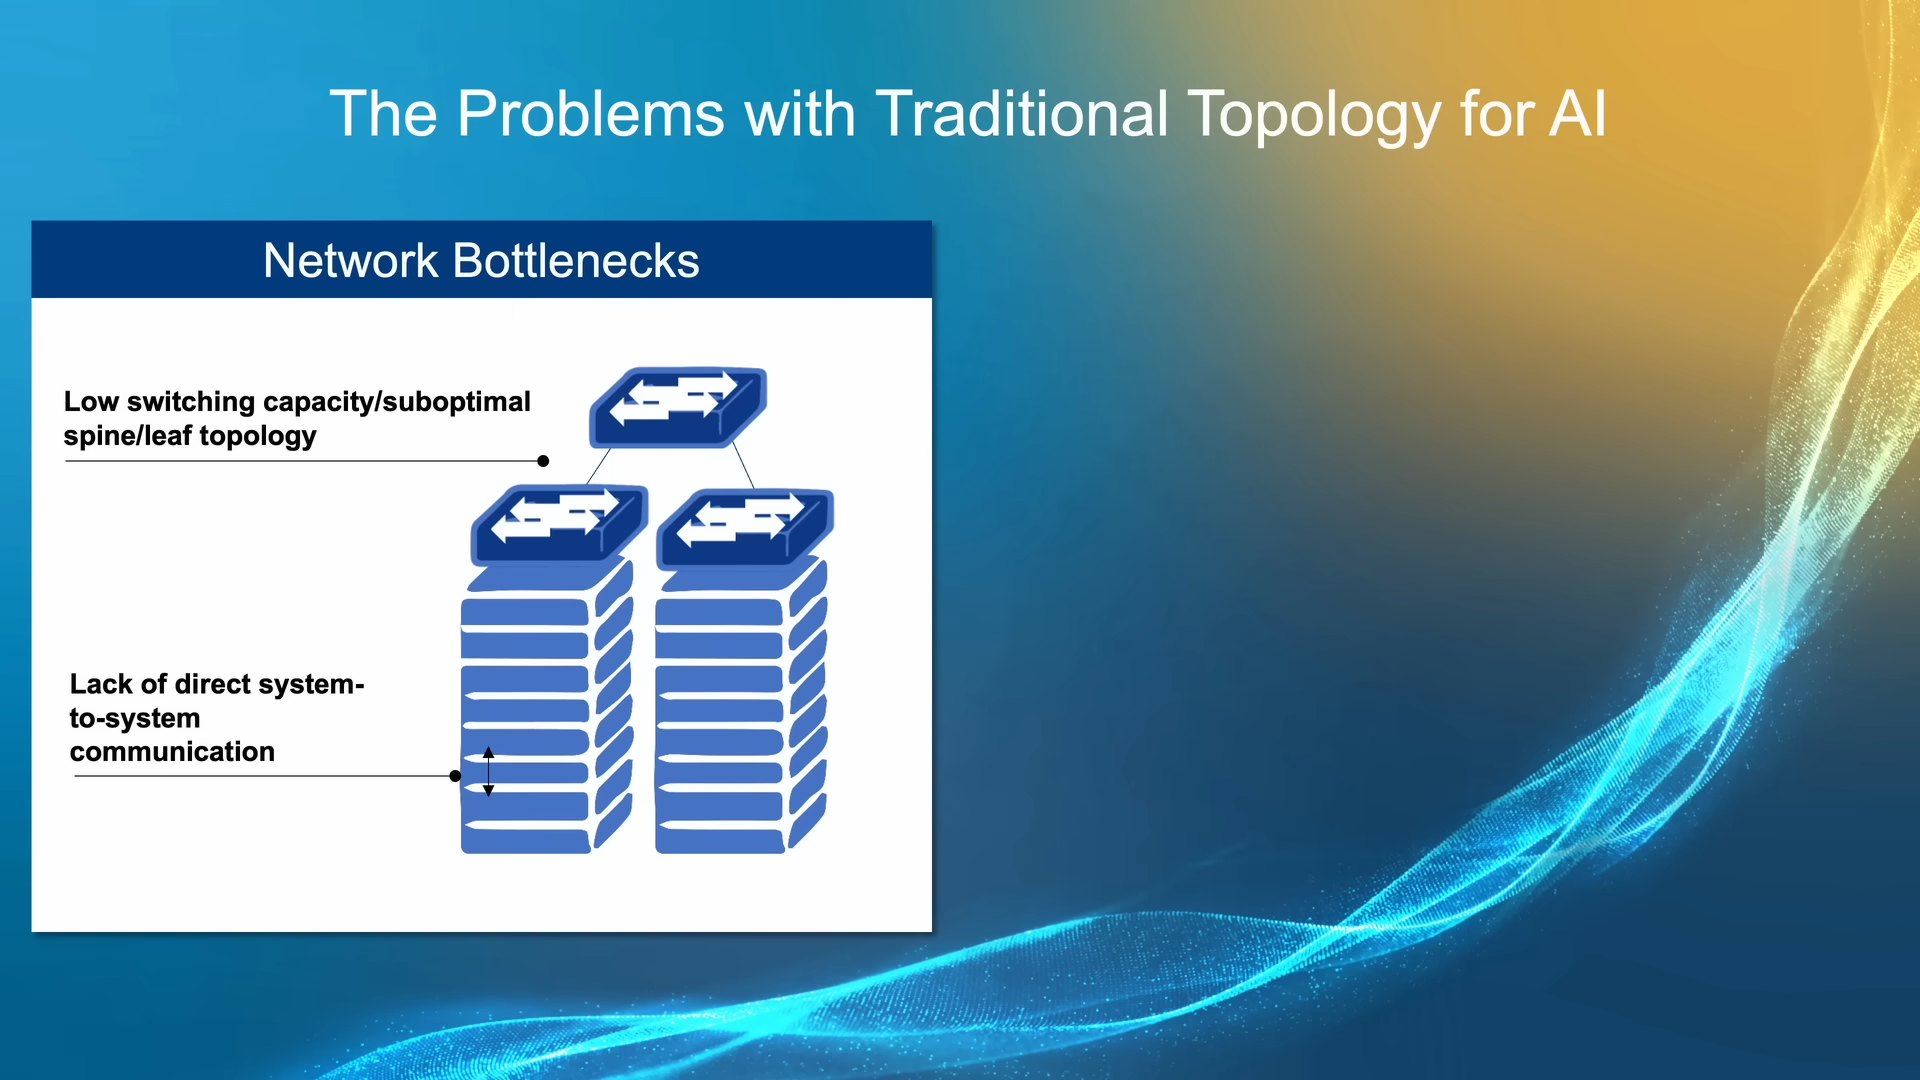 The Problems with Traditional Topology for AI
Network Bottlenecks
Low switching capacity/suboptimal
spine/leaf topology
Lack of direct system-
to-system
communication